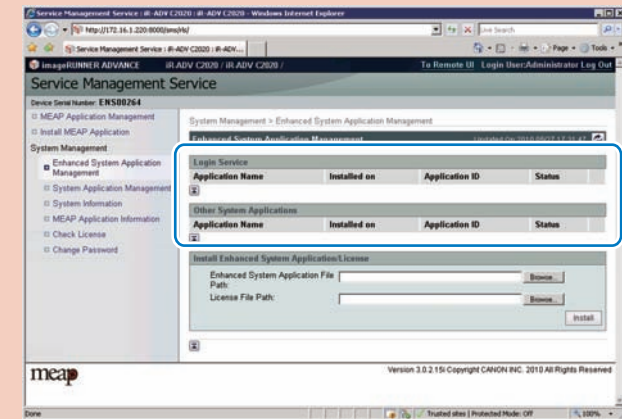 Service Management Service : iR-ADV C2020 : iR-ADV C2020 - Windows Internet Explorer
http://172.16.1.220:8000/sms/Ms/
Live Search
Service Management Service : iR-ADV C2020 : iR-ADV...
Page
Tools
imageRUNNER ADVANCE
iR-ADV C2020 / iR-ADV C2020 /
To Remote UI Login User:Administrator Log Out
Service Management Service
Device Serial Number: ENS00264
MEAP Application Management
Install MEAP Application
System Management
Enhanced System Application Management
System Application Management
System Information
MEAP Application Information
Check License
Change Password
System Management > Enhanced System Application Management
Enhanced System Application Management
Login Service
Application Name Installed on Application ID Status
Other System Applications
Application Name Installed on Application ID Status
Install Enhanced System Application/License
Enhanced System Application File Path:
Browse...
License File Path:
Browse...
Install
meap
Version 3.0.2.15i Copyright CANON INC. 2010 All Rights Reserved
Done
Trusted sites | Protected Mode: Off
100%